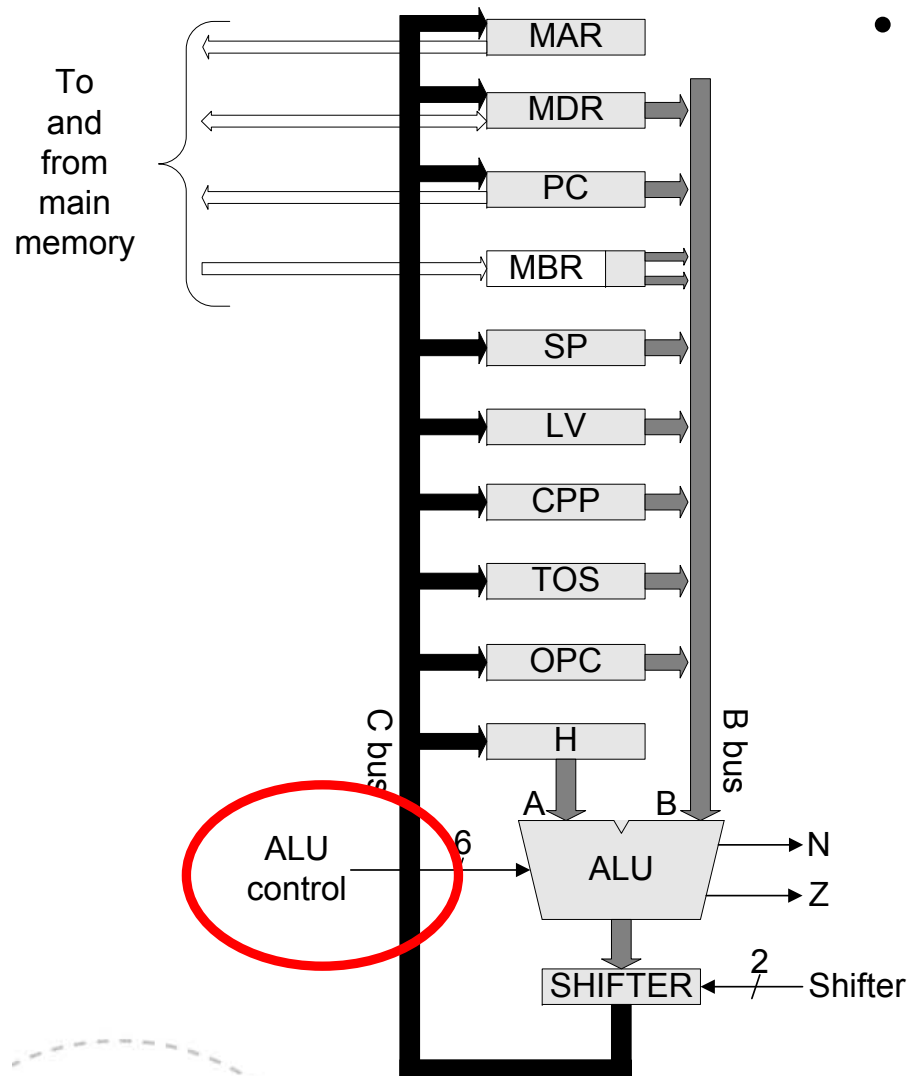 To
and
from
main
memory
MAR
MDR
PC
MBR
SP
LV
CPP
TOS
OPC
H
C bus
B bus
A
B
ALU
control
6
ALU
N
Z
SHIFTER
2
Shifter